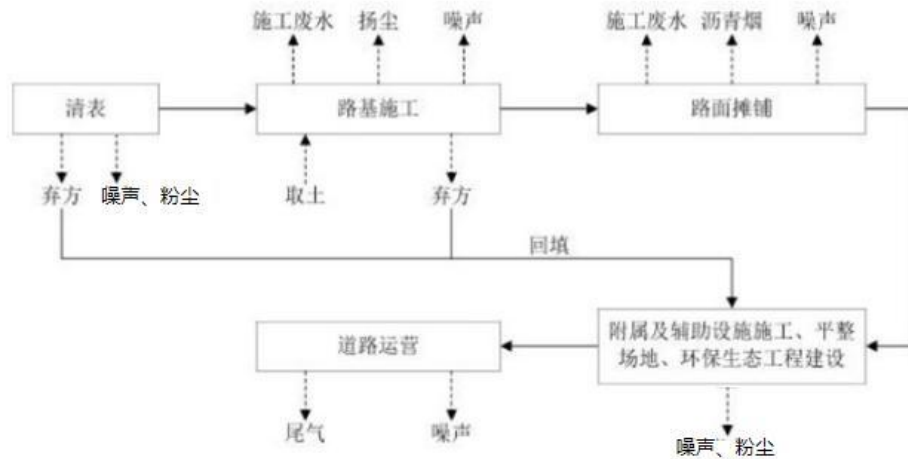 施工废水 扬尘 噪声 施工废水 沥青烟 噪声
清表 路基施工 路面摊铺
弃方 噪声、粉尘 取土 弃方
回填
道路运营 附属及辅助设施施工、平整
场地、环保生态工程建设
尾气 噪声 噪声、粉尘